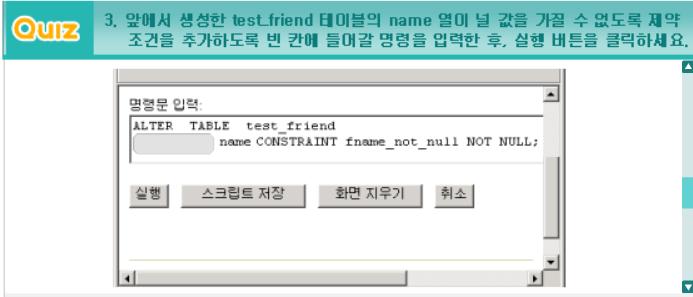 Quiz
3. 앞에서 생성한 test_friend 테이블의 name 열이 널 값을 가질 수 없도록 제약
조건을 추가하도록 빈 칸에 들어갈 명령을 입력한 후, 실행 버튼을 클릭하세요.
명령문 입력:
ALTER TABLE test_friend
name CONSTRAINT fname_not_null NOT NULL;
실행 스크립트 저장 화면 지우기 취소